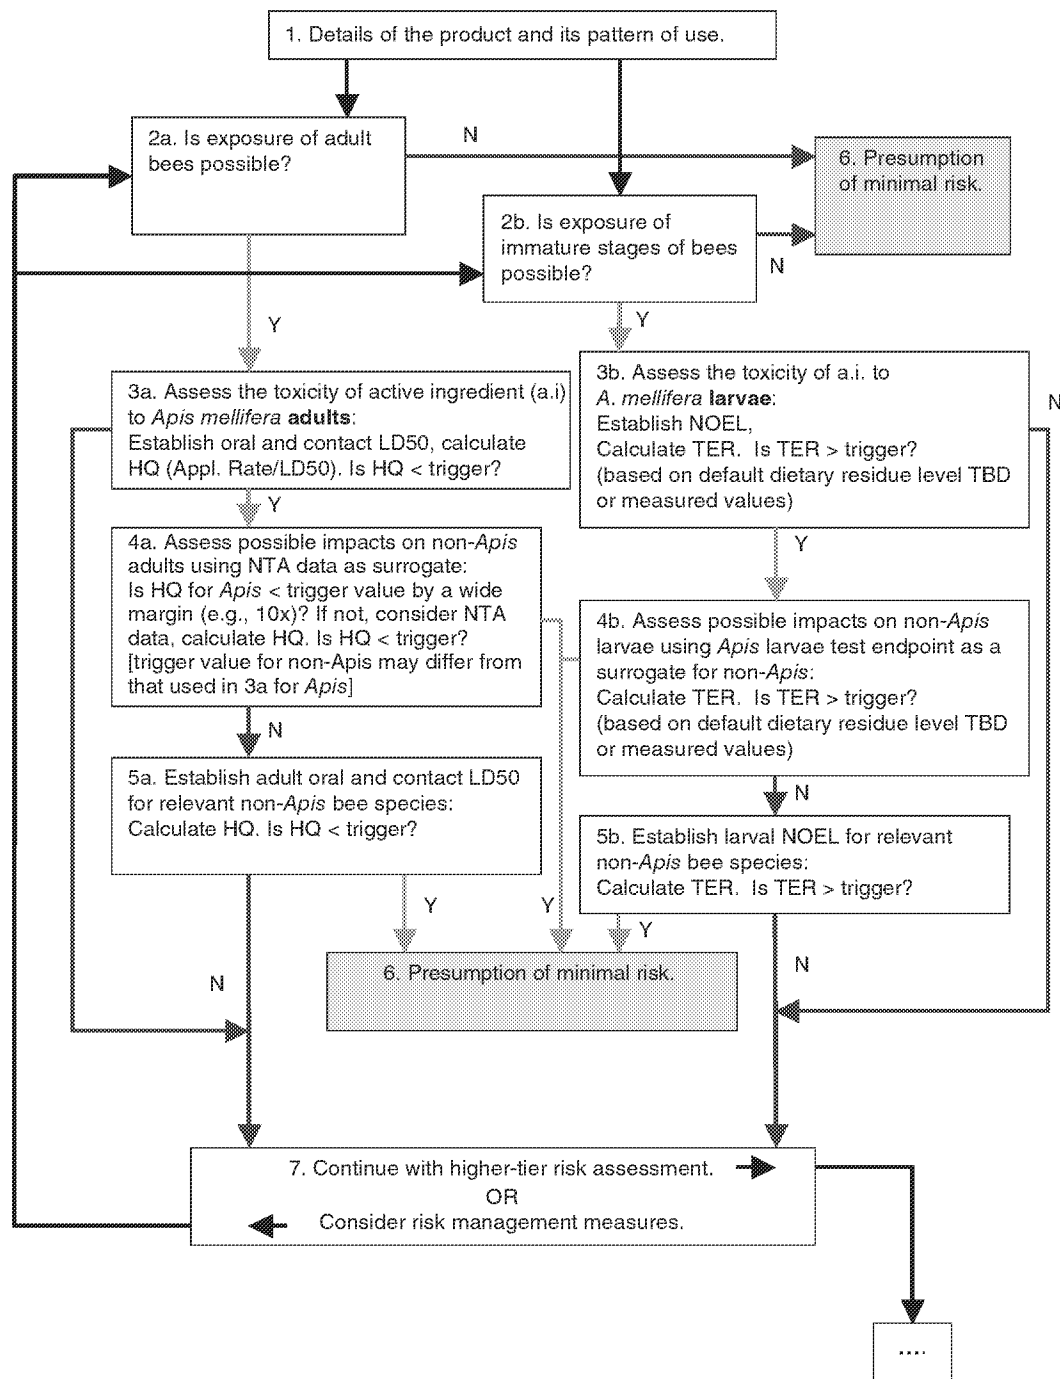 1. Details of the product and its pattern of use.
2a. Is exposure of adult
bees possible?
N
6. Presumption
of minimal risk.
2b. Is exposure of
immature stages of bees
possible?
N
Y
Y
3a. Assess the toxicity of active ingredient (a.i)
to Apis mellifera adults:
Establish oral and contact LD50, calculate
HQ (Appl. Rate/LD50). Is HQ < trigger?
3b. Assess the toxicity of a.i. to
A. mellifera larvae:
Establish NOEL,
Calculate TER. Is TER > trigger?
(based on default dietary residue level TBD
or measured values)
N
Y
Y
4a. Assess possible impacts on non-Apis
adults using NTA data as surrogate:
Is HQ for Apis < trigger value by a wide
margin (e.g., 10x)? If not, consider NTA
data, calculate HQ. Is HQ < trigger?
[trigger value for non-Apis may differ from
that used in 3a for Apis]
4b. Assess possible impacts on non-Apis
larvae using Apis larvae test endpoint as a
surrogate for non-Apis:
Calculate TER. Is TER > trigger?
(based on default dietary residue level TBD
or measured values)
N
N
5a. Establish adult oral and contact LD50
for relevant non-Apis bee species:
Calculate HQ. Is HQ < trigger?
5b. Establish larval NOEL for relevant
non-Apis bee species:
Calculate TER. Is TER > trigger?
Y
Y
Y
6. Presumption of minimal risk.
N
N
7. Continue with higher-tier risk assessment.
OR
Consider risk management measures.
....